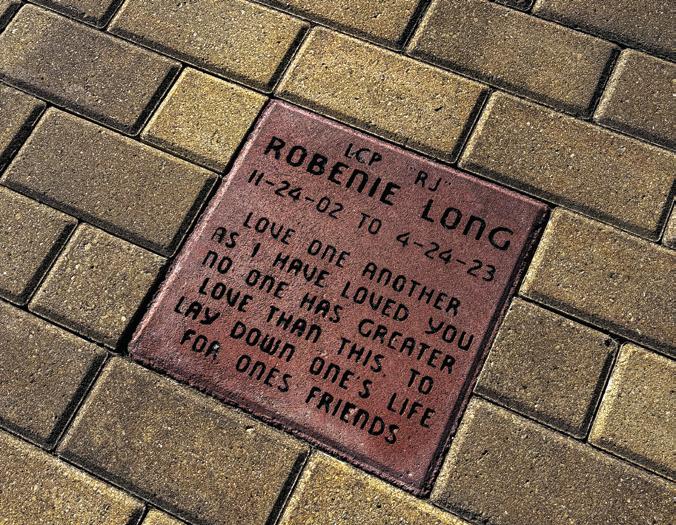 LCP "RJ"
ROBENIE LONG
11-24-02 TO 4-24-23
LOVE ONE ANOTHER
AS I HAVE LOVED YOU
NO ONE HAS GREATER
LOVE THAN THIS, TO
LAY DOWN ONE'S LIFE
FOR ONES FRIENDS